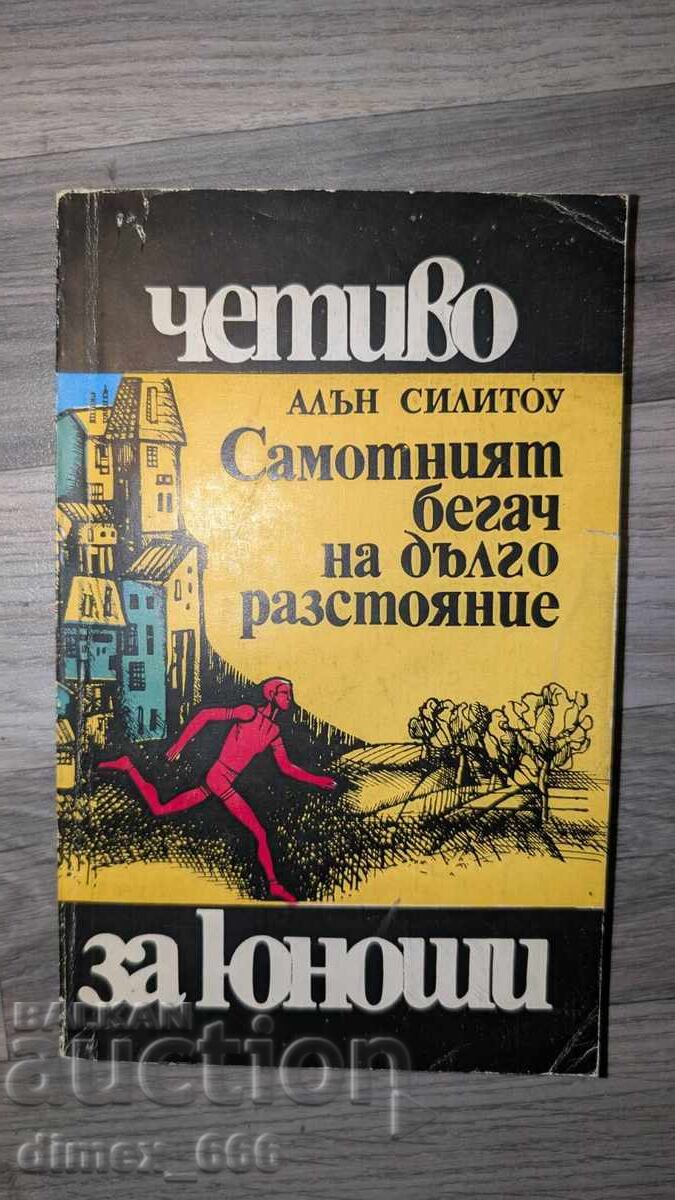 четиво
АЛЪН СИЛИТОУ
Самотният
бегач
на дълго
разстояние
за юноши
BALKAN
auction
dimex_666